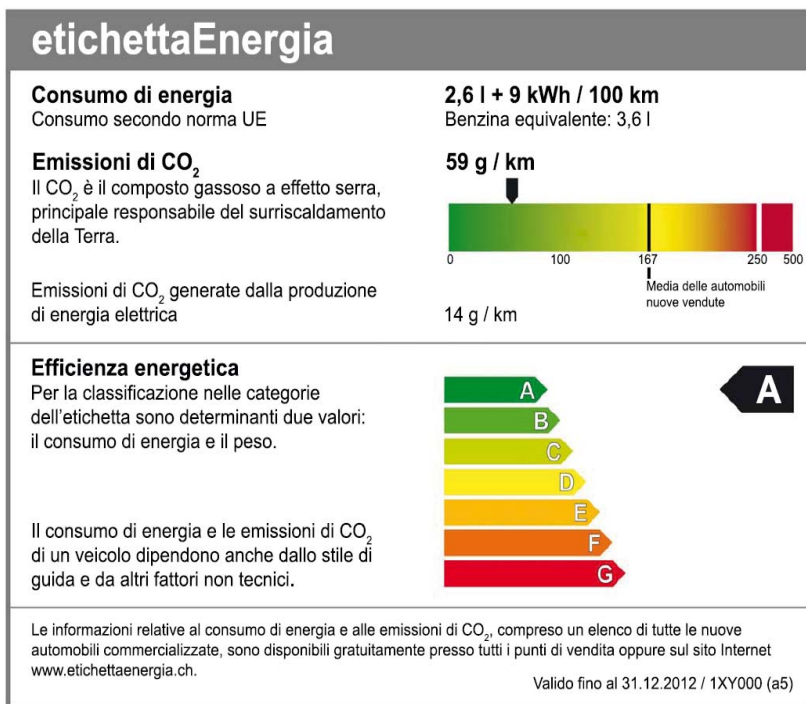 etichettaEnergia
Consumo di energia
Consumo secondo norma UE
2,6 l + 9 kWh / 100 km
Benzina equivalente: 3,6 l
Emissioni di CO₂
Il CO₂ è il composto gassoso a effetto serra,
principale responsabile del surriscaldamento
della Terra.
59 g / km
0 100 167 250 500
Media delle automobili
nuove vendute
Emissioni di CO₂ generate dalla produzione
di energia elettrica
14 g / km
Efficienza energetica
Per la classificazione nelle categorie
dell'etichetta sono determinanti due valori:
il consumo di energia e il peso.
A
B
C
D
E
F
G
A
Il consumo di energia e le emissioni di CO₂
di un veicolo dipendono anche dallo stile di
guida e da altri fattori non tecnici.
Le informazioni relative al consumo di energia e alle emissioni di CO₂, compreso un elenco di tutte le nuove
automobili commercializzate, sono disponibili gratuitamente presso tutti i punti di vendita oppure sul sito Internet
www.etichettaenergia.ch.
Valido fino al 31.12.2012 / 1XY000 (a5)